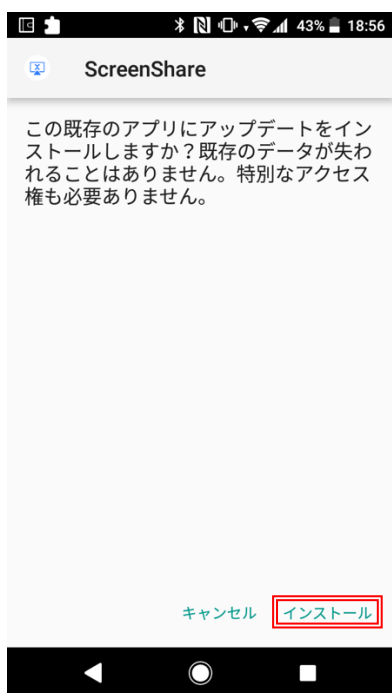 43% 18:56
ScreenShare
この既存のアプリにアップデートをイン
ストールしますか？既存のデータが失わ
れることはありません。特別なアクセス
権も必要ありません。
キャンセル インストール